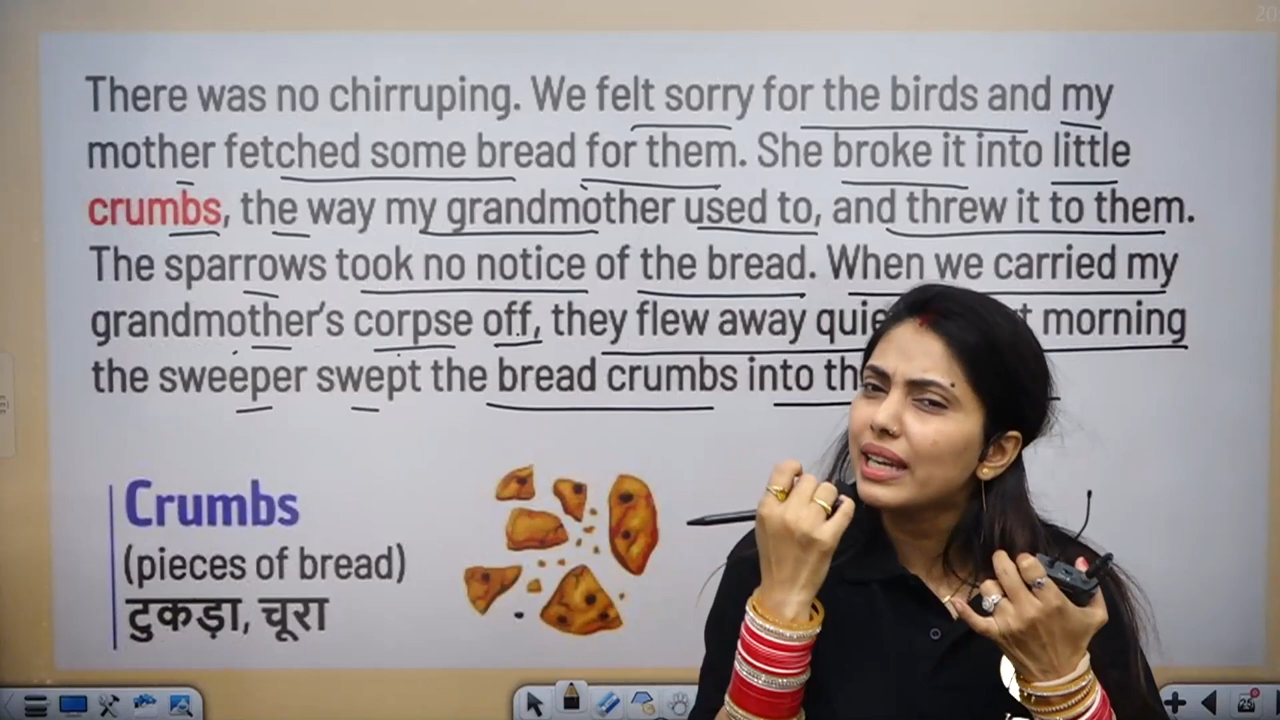 There was no chirruping. We felt sorry for the birds and my
mother fetched some bread for them. She broke it into little
crumbs, the way my grandmother used to, and threw it to them.
The sparrows took no notice of the bread. When we carried my
grandmother's corpse off, they flew away morning
the sweeper swept the bread crumbs into
Crumbs
(pieces of bread)
टुकड़ा, चूरा
25